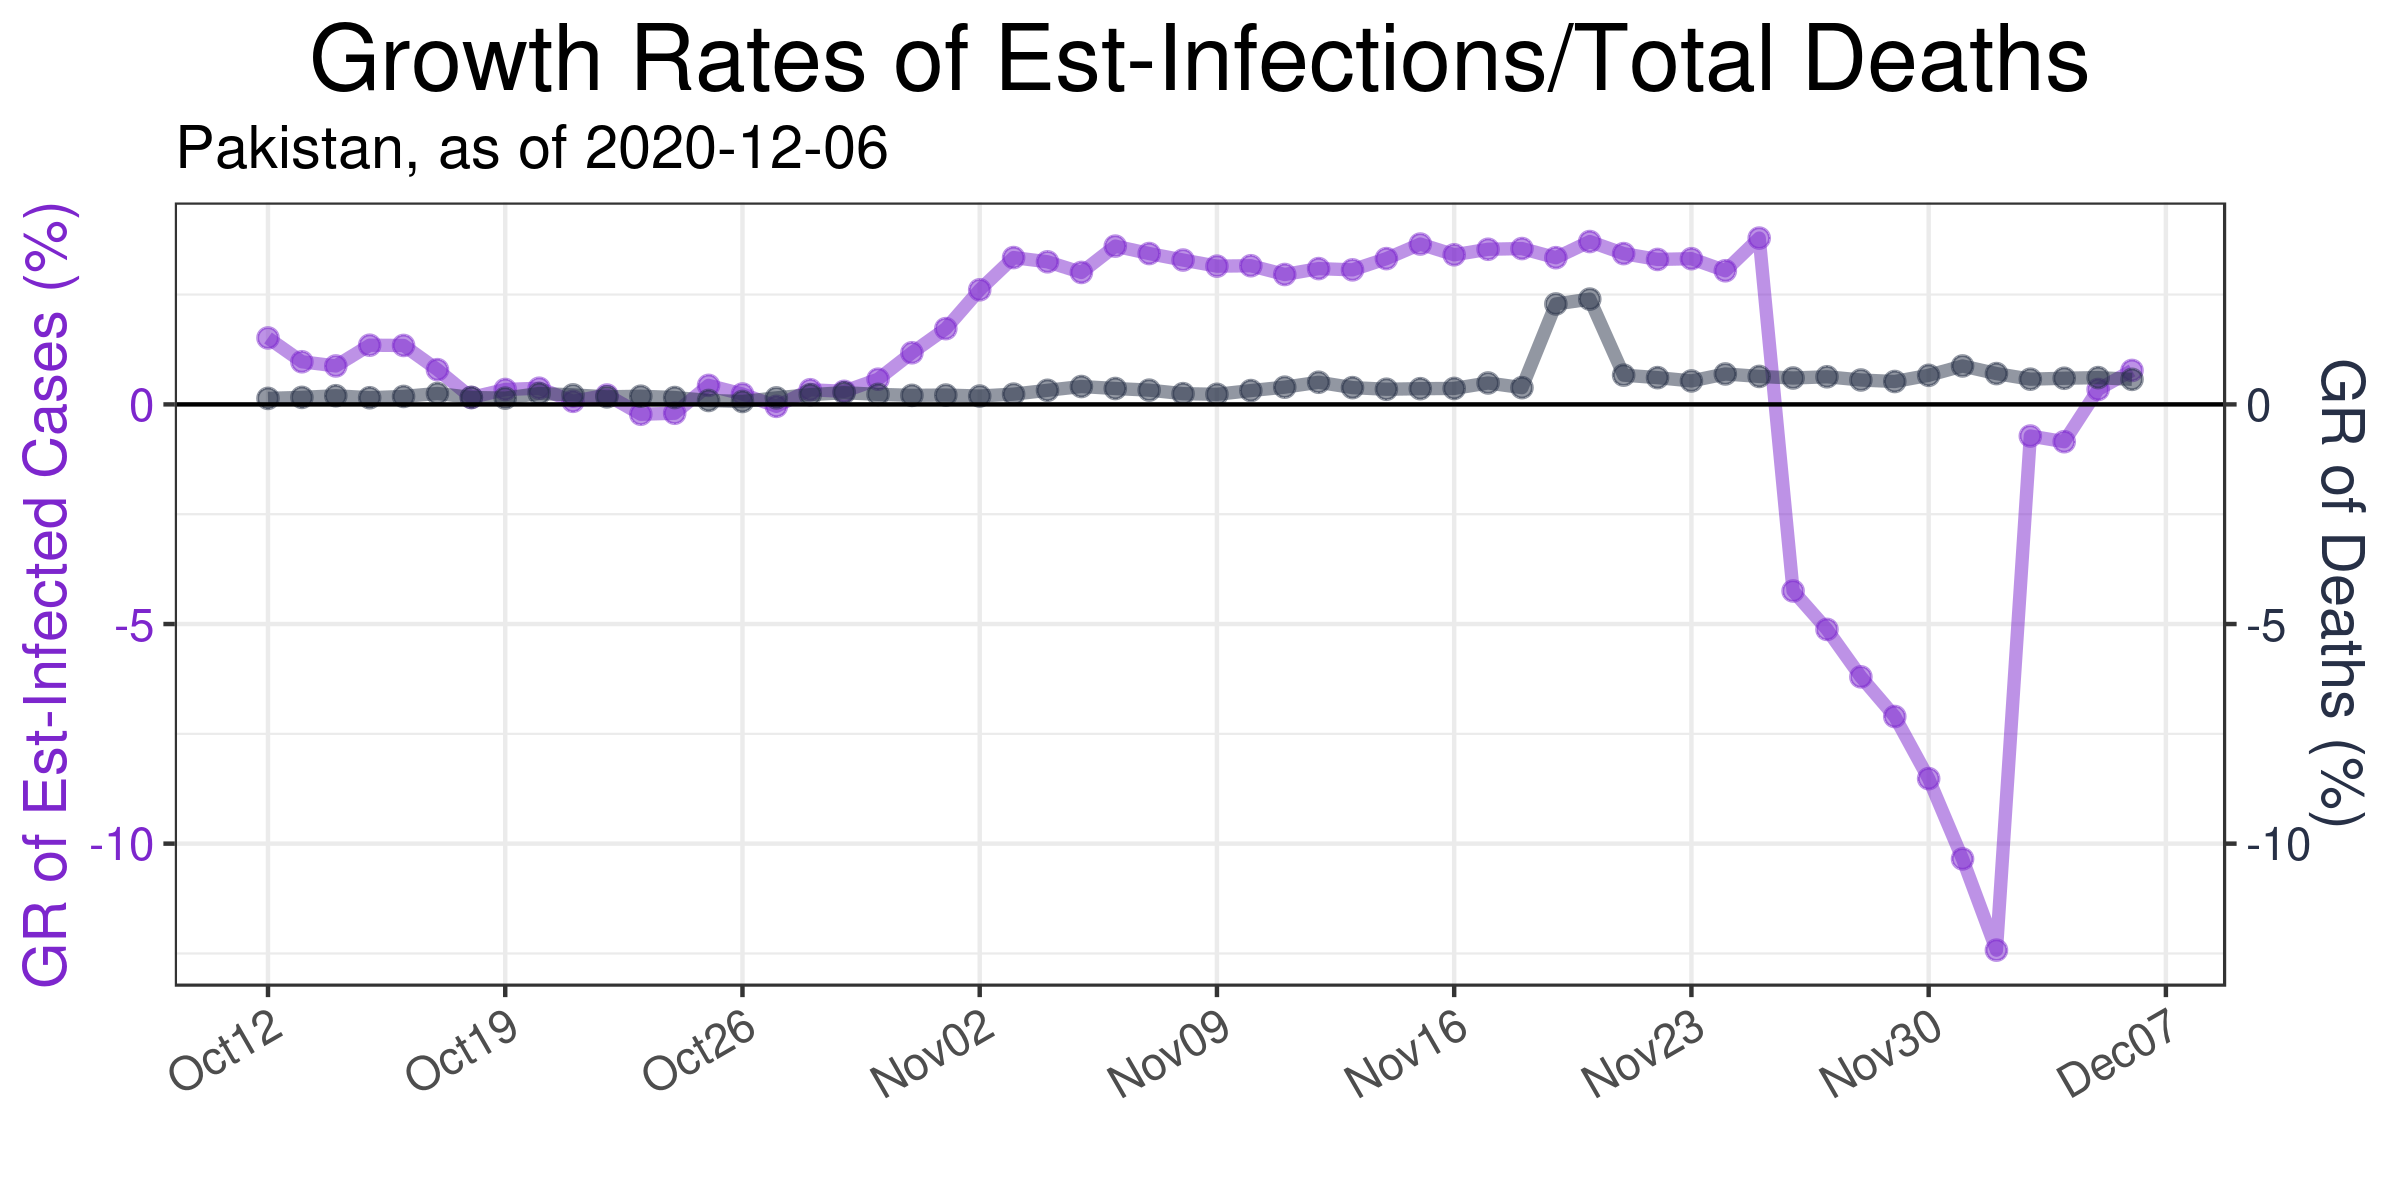 Growth Rates of Est-Infections/Total Deaths
Pakistan, as of 2020-12-06
GR of Est-Infected Cases (%)
0
-5
-10
0
-5
-10
GR of Deaths (%)
Oct12
Oct19
Oct26
Nov02
Nov09
Nov16
Nov23
Nov30
Dec07